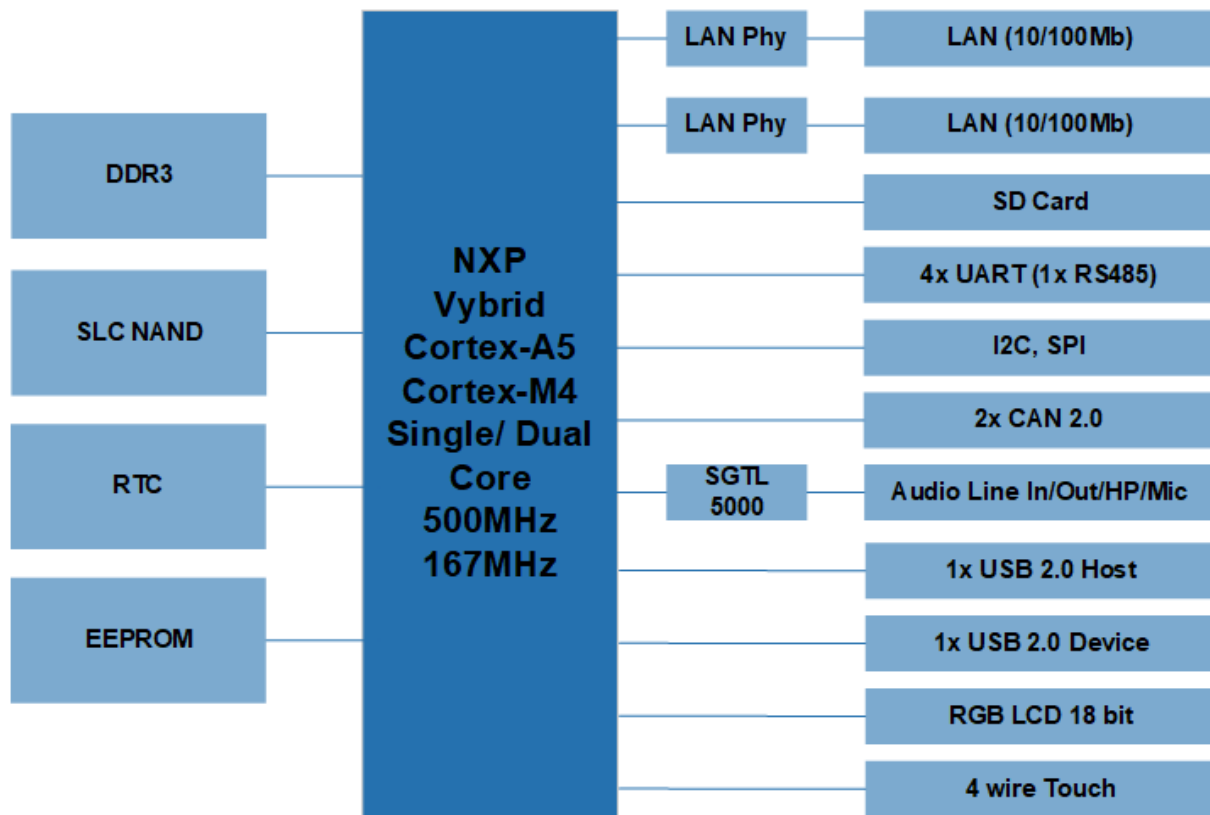 DDR3
SLC NAND
RTC
EEPROM
NXP
Vybrid
Cortex-A5
Cortex-M4
Single/ Dual
Core
500MHz
167MHz
LAN Phy
LAN (10/100Mb)
LAN Phy
LAN (10/100Mb)
SD Card
4x UART (1x RS485)
I2C, SPI
2x CAN 2.0
SGTL
5000
Audio Line In/Out/HP/Mic
1x USB 2.0 Host
1x USB 2.0 Device
RGB LCD 18 bit
4 wire Touch